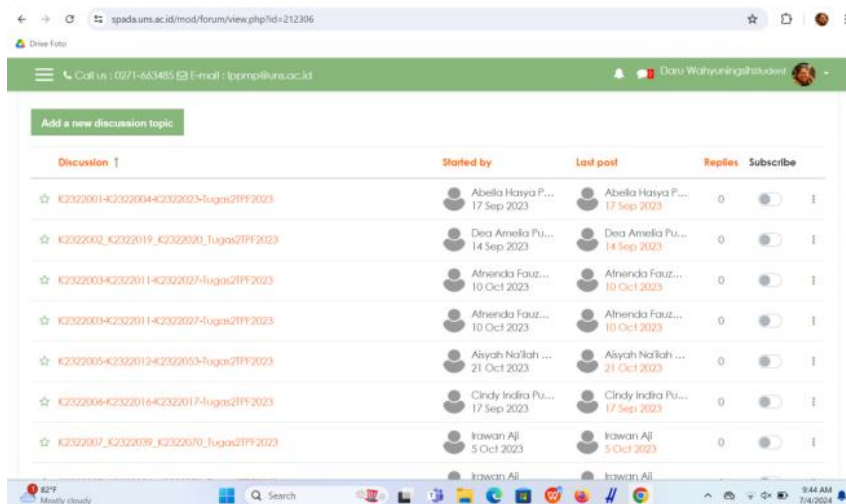 spada.uns.ac.id/mod/forum/view.php?id=212306
Drive Foto
Call us : 0271-663485 E-mail : lppmp@uns.ac.id
Daru Wahyuningsih Student
Add a new discussion topic
Discussion ↑ Started by Last post Replies Subscribe
K2322001-K2322004-K2322023-Tugas2TPF2023 Abella Hasya P... 17 Sep 2023 Abella Hasya P... 17 Sep 2023 0
K2322002_K2322019_K2322020_Tugas2TPF2023 Dea Amelia Pu... 14 Sep 2023 Dea Amelia Pu... 14 Sep 2023 0
K2322003-K2322011-K2322027-Tugas2TPF2023 Afnenda Fauz... 10 Oct 2023 Afnenda Fauz... 10 Oct 2023 0
K2322003-K2322011-K2322027-Tugas2TPF2023 Afnenda Fauz... 10 Oct 2023 Afnenda Fauz... 10 Oct 2023 0
K2322005-K2322012-K2322053-Tugas2TPF2023 Aisyah Na'ilah ... 21 Oct 2023 Aisyah Na'ilah ... 21 Oct 2023 0
K2322006-K2322016-K2322017-Tugas2TPF2023 Cindy Indira Pu... 17 Sep 2023 Cindy Indira Pu... 17 Sep 2023 0
K2322007_K2322039_K2322070_Tugas2TPF2023 Irawan Aji 5 Oct 2023 Irawan Aji 5 Oct 2023 0
Irawan Aji Irawan Aji
82°F
Mostly cloudy
Search
9:44 AM
7/4/2024